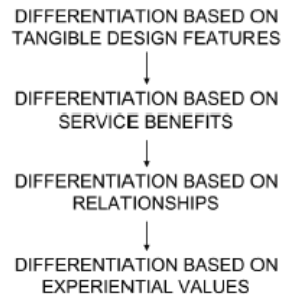 DIFFERENTIATION BASED ON
TANGIBLE DESIGN FEATURES
DIFFERENTIATION BASED ON
SERVICE BENEFITS
DIFFERENTIATION BASED ON
RELATIONSHIPS
DIFFERENTIATION BASED ON
EXPERIENTIAL VALUES